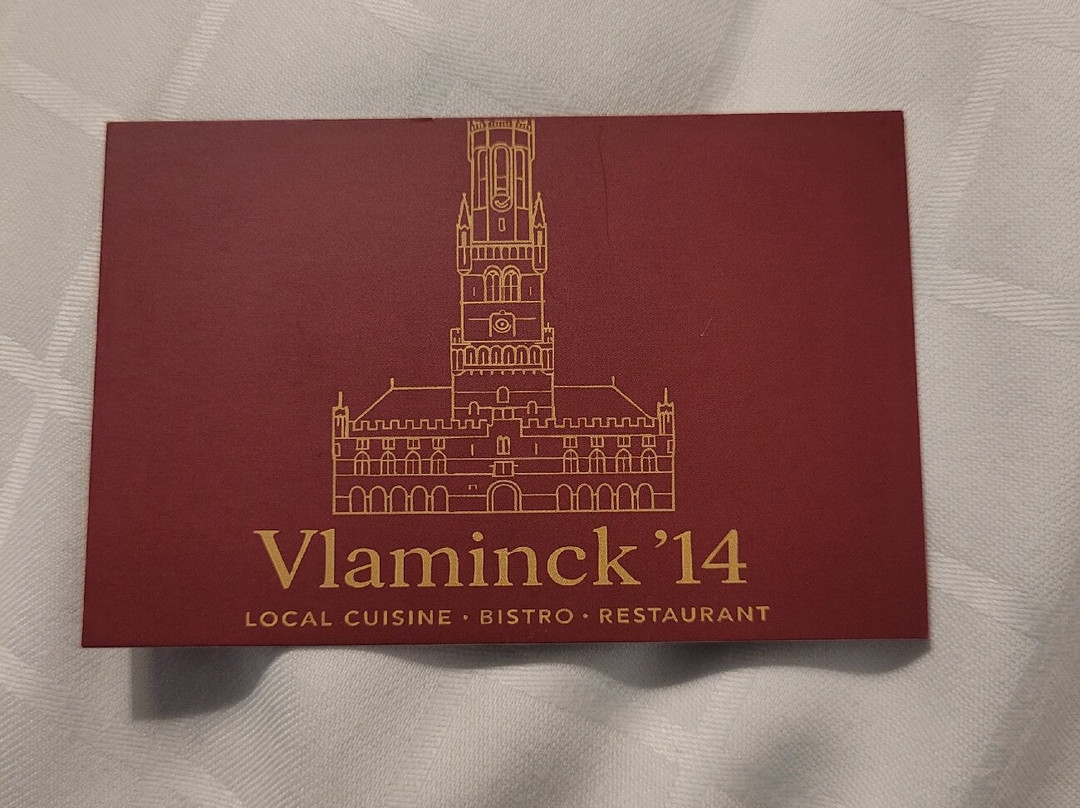 Vlaminck ’14
LOCAL CUISINE · BISTRO · RESTAURANT